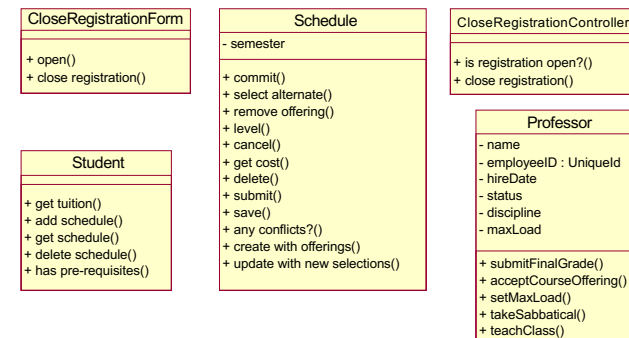 CloseRegistrationForm
+ open()
+ close registration()
Schedule
- semester
+ commit()
+ select alternate()
+ remove offering()
+ level()
+ cancel()
+ get cost()
+ delete()
+ submit()
+ save()
+ any conflicts?()
+ create with offerings()
+ update with new selections()
CloseRegistrationController
+ is registration open?()
+ close registration()
Student
+ get tuition()
+ add schedule()
+ get schedule()
+ delete schedule()
+ has pre-requisites()
Professor
- name
- employeeID : UniqueId
- hireDate
- status
- discipline
- maxLoad
+ submitFinalGrade()
+ acceptCourseOffering()
+ setMaxLoad()
+ takeSabbatical()
+ teachClass()